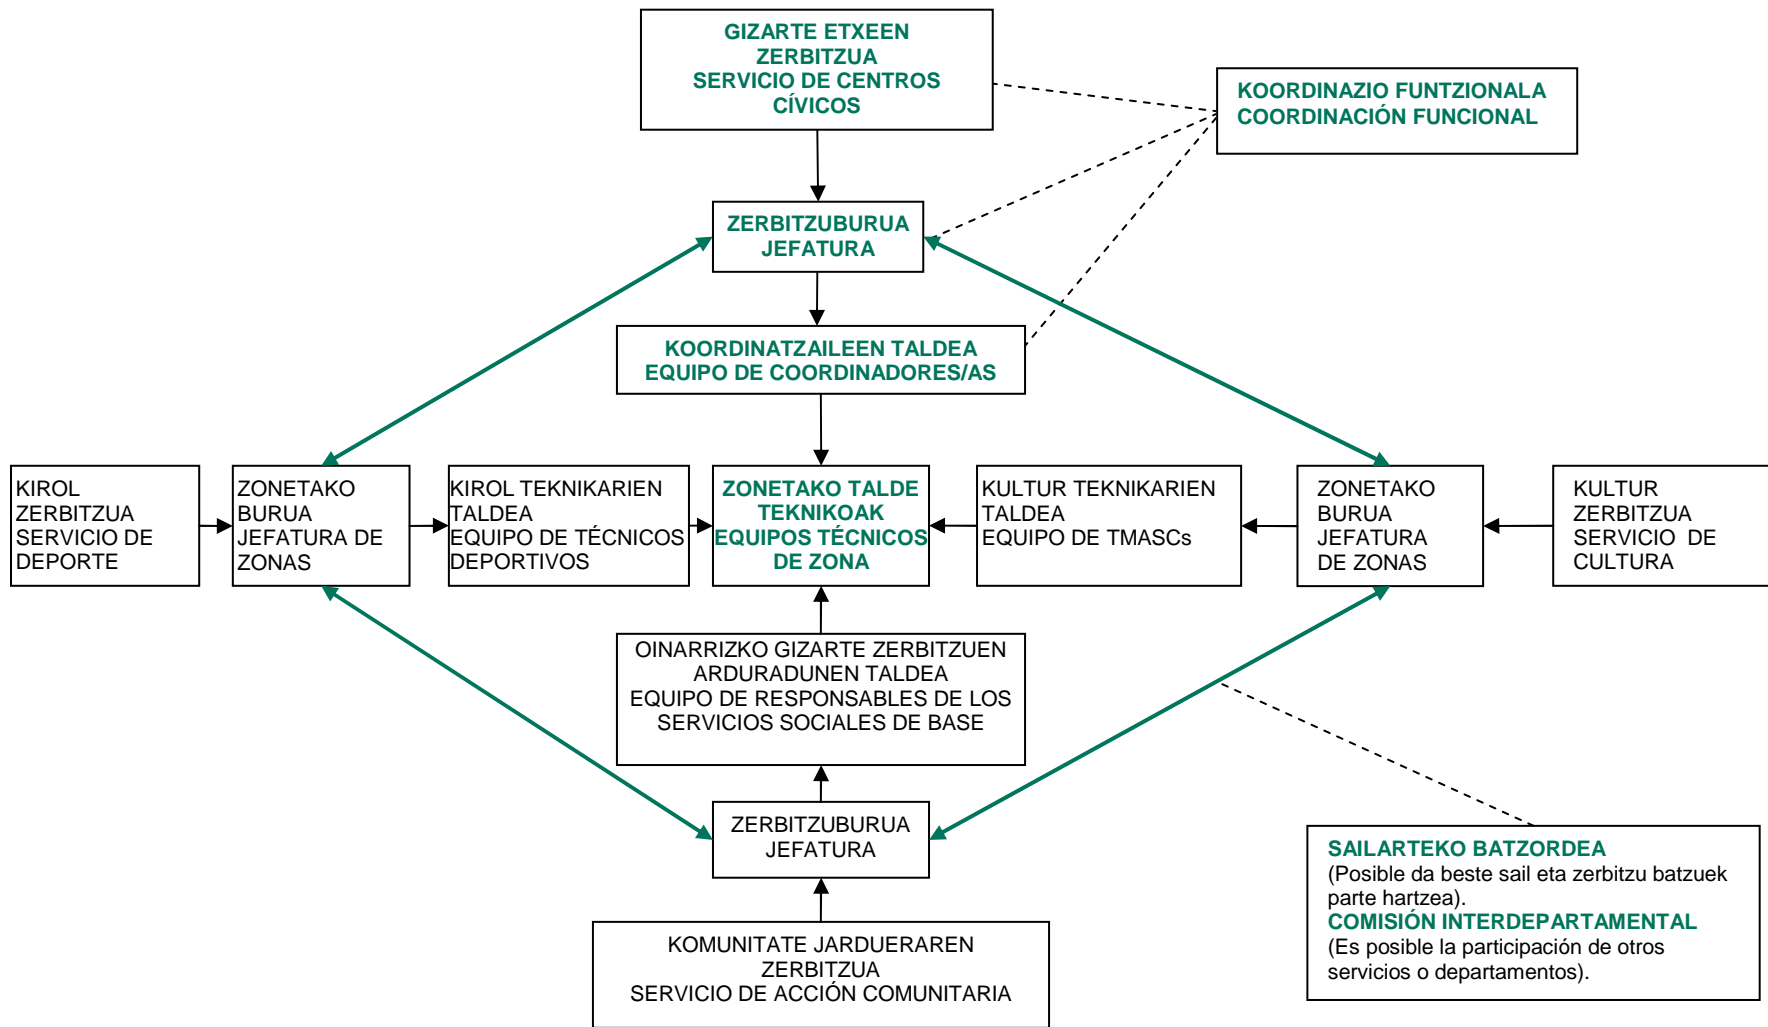 GIZARTE ETXEEN
ZERBITZUA
SERVICIO DE CENTROS
CÍVICOS
KOORDINAZIO FUNTZIONALA
COORDINACIÓN FUNCIONAL
ZERBITZUBURUA
JEFATURA
KOORDINATZAILEEN TALDEA
EQUIPO DE COORDINADORES/AS
KIROL
ZERBITZUA
SERVICIO DE
DEPORTE
ZONETAKO
BURUA
JEFATURA DE
ZONAS
KIROL TEKNIKARIEN
TALDEA
EQUIPO DE TÉCNICOS
DEPORTIVOS
ZONETAKO TALDE
TEKNIKOAK
EQUIPOS TÉCNICOS
DE ZONA
KULTUR TEKNIKARIEN
TALDEA
EQUIPO DE TMASCs
ZONETAKO
BURUA
JEFATURA
DE ZONAS
KULTUR
ZERBITZUA
SERVICIO DE
CULTURA
OINARRIZKO GIZARTE ZERBITZUEN
ARDURADUNEN TALDEA
EQUIPO DE RESPONSABLES DE LOS
SERVICIOS SOCIALES DE BASE
ZERBITZUBURUA
JEFATURA
KOMUNITATE JARDUERAREN
ZERBITZUA
SERVICIO DE ACCIÓN COMUNITARIA
SAILARTEKO BATZORDEA
(Posible da beste sail eta zerbitzu batzuek
parte hartzea).
COMISIÓN INTERDEPARTAMENTAL
(Es posible la participación de otros
servicios o departamentos).